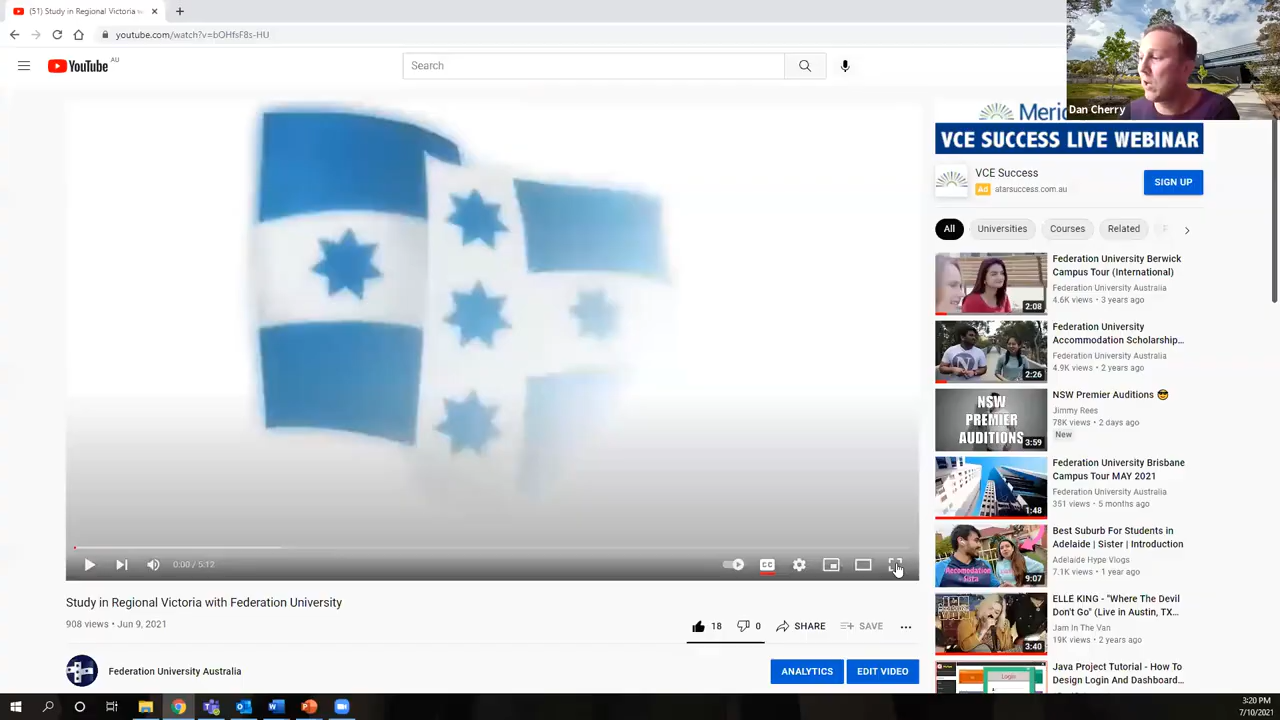 (51) Study in Regional Victoria w
youtube.com/watch?v=bOHfsF8s-HU
YouTube AU
Search
Dan Cherry
Meric
VCE SUCCESS LIVE WEBINAR
VCE Success
Ad atarsuccess.com.au
SIGN UP
All Universities Courses Related
Federation University Berwick
Campus Tour (International)
Federation University Australia
4.6K views • 3 years ago
2:08
Federation University
Accommodation Scholarship...
Federation University Australia
4.9K views • 2 years ago
2:26
NSW Premier Auditions 😎
Jimmy Rees
78K views • 2 days ago
New
NSW
PREMIER
AUDITIONS
3:59
Federation University Brisbane
Campus Tour MAY 2021
Federation University Australia
351 views • 5 months ago
1:48
Best Suburb For Students in
Adelaide | Sister | Introduction
Adelaide Hype Vlogs
7.1K views • 1 year ago
Accomodation
Sista
9:07
ELLE KING - "Where The Devil
Don't Go" (Live in Austin, TX...
Jam In The Van
19K views • 2 years ago
3:40
Java Project Tutorial - How To
Design Login And Dashboard...
Login
0:00 / 5:12
CC
Study in Regional Victoria with Federation University
908 views • Jun 9, 2021
18 0 SHARE SAVE
Federation University Australia
ANALYTICS EDIT VIDEO
3:20 PM
7/10/2021